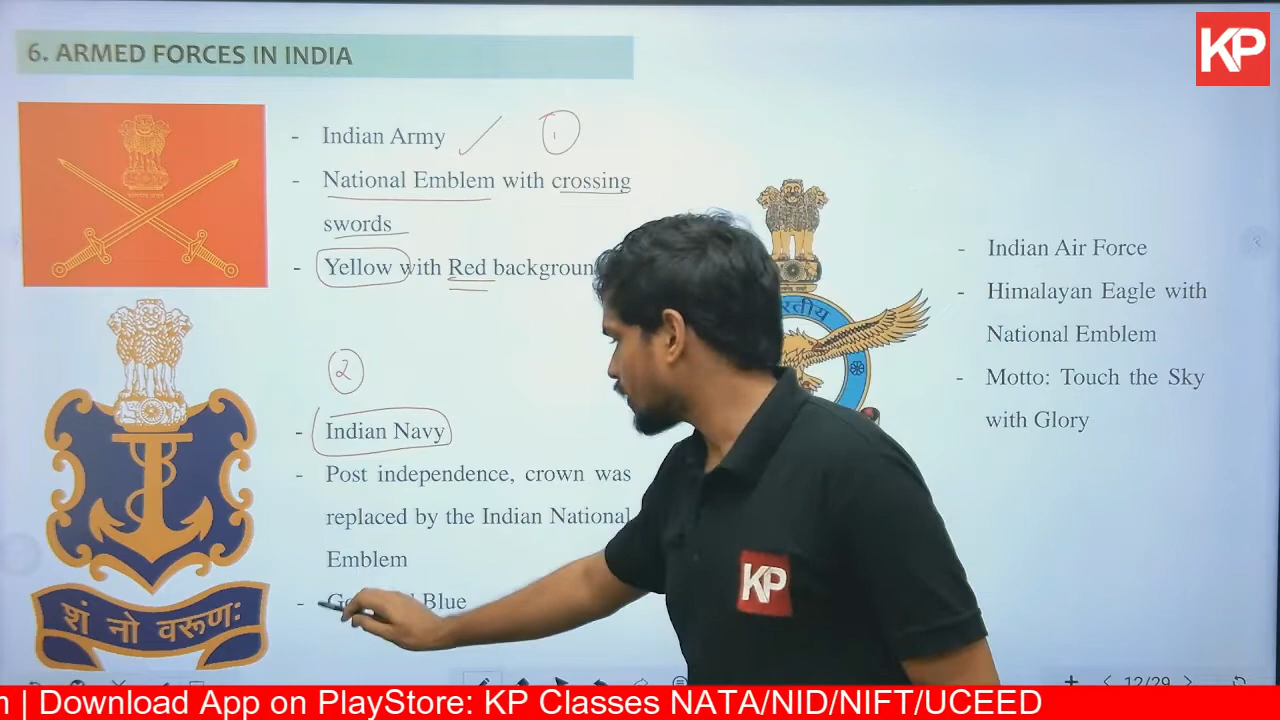 KP
6. ARMED FORCES IN INDIA
- Indian Army
1
- National Emblem with crossing
swords
- Yellow with Red
2
- Indian Navy
- Post independence, crown was
replaced by the Indian National
Emblem
- Blue
शं नो वरूणः
- Indian Air Force
- Himalayan Eagle with
National Emblem
- Motto: Touch the Sky
with Glory
KP
12/29
| Download App on PlayStore: KP Classes NATA/NID/NIFT/UCEED